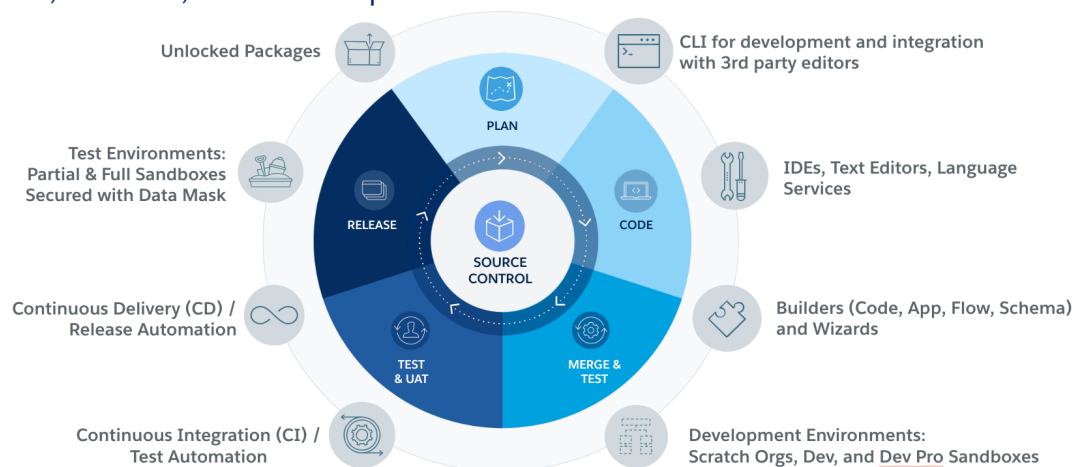 Unlocked Packages
CLI for development and integration
with 3rd party editors
PLAN
Test Environments:
Partial & Full Sandboxes
Secured with Data Mask
IDEs, Text Editors, Language
Services
RELEASE
CODE
SOURCE
CONTROL
Continuous Delivery (CD) /
Release Automation
Builders (Code, App, Flow, Schema)
and Wizards
TEST
& UAT
MERGE &
TEST
Continuous Integration (CI) /
Test Automation
Development Environments:
Scratch Orgs, Dev, and Dev Pro Sandboxes